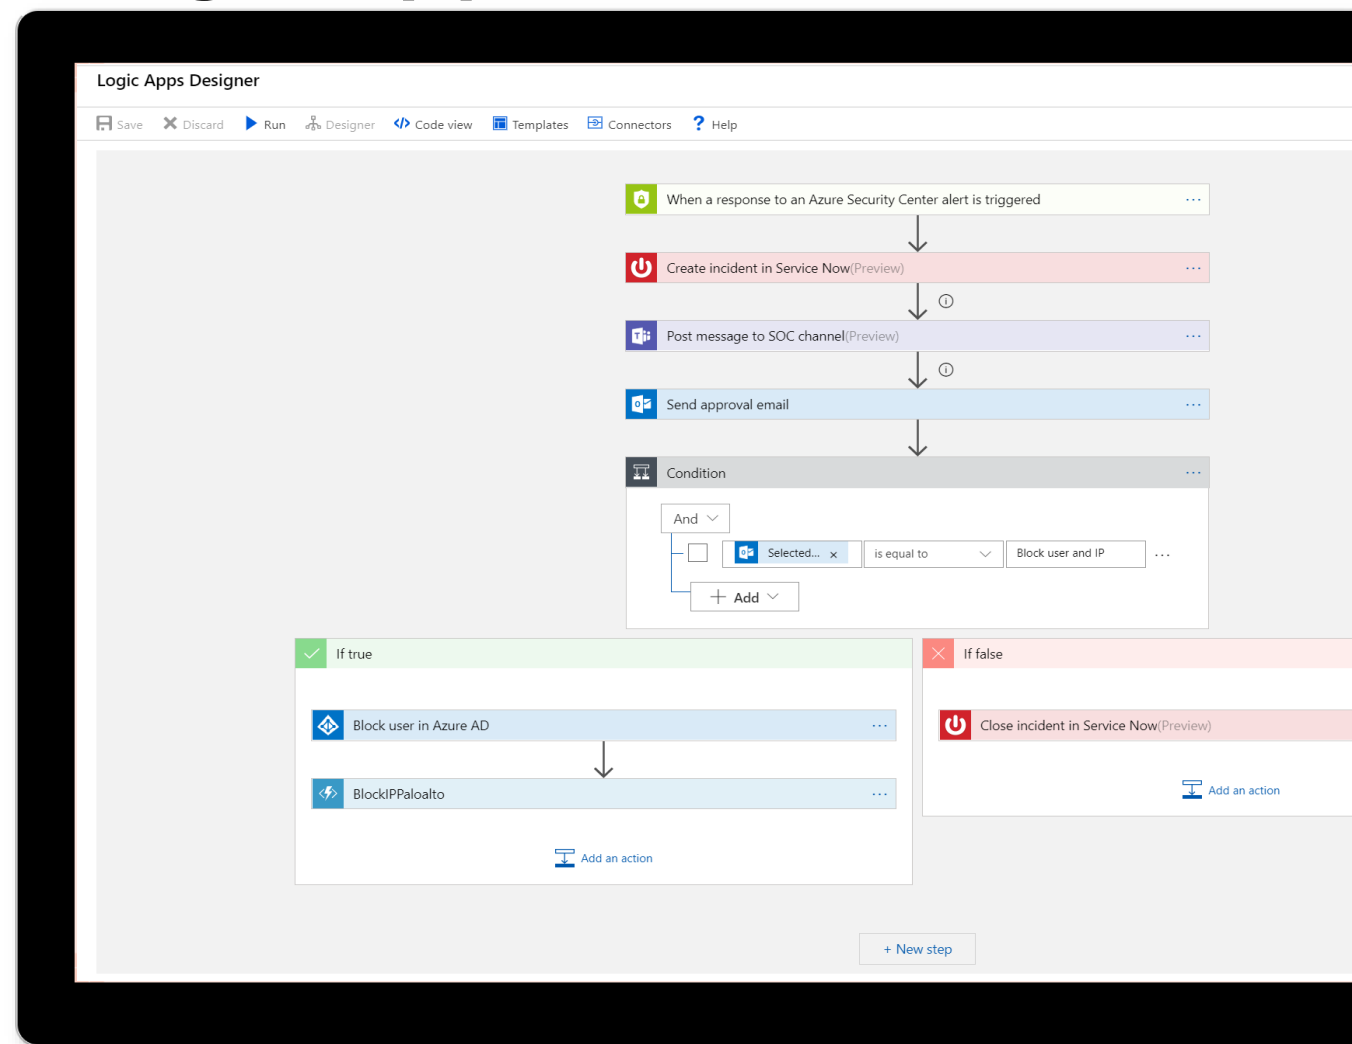 Logic Apps Designer
Save Discard Run Designer Code view Templates Connectors Help
When a response to an Azure Security Center alert is triggered
Create incident in Service Now(Preview)
Post message to SOC channel(Preview)
Send approval email
Condition
And
Selected... x is equal to Block user and IP
+ Add
If true
Block user in Azure AD
BlockIPPaloalto
Add an action
If false
Close incident in Service Now(Preview)
Add an action
+ New step